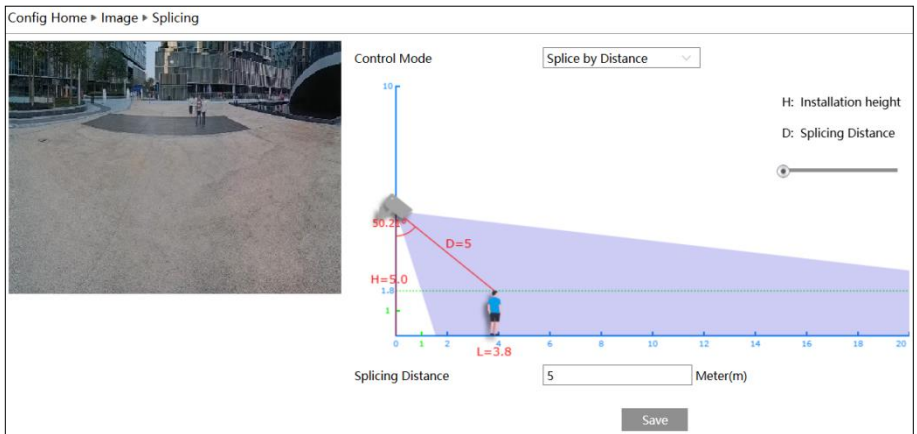 Config Home ▸ Image ▸ Splicing
Control Mode
Splice by Distance
10
H: Installation height
D: Splicing Distance
50.21°
D=5
H=5.0
1.8
1
0 1 2 4 6 8 10 12 14 16 18 20
L=3.8
Splicing Distance
5
Meter(m)
Save